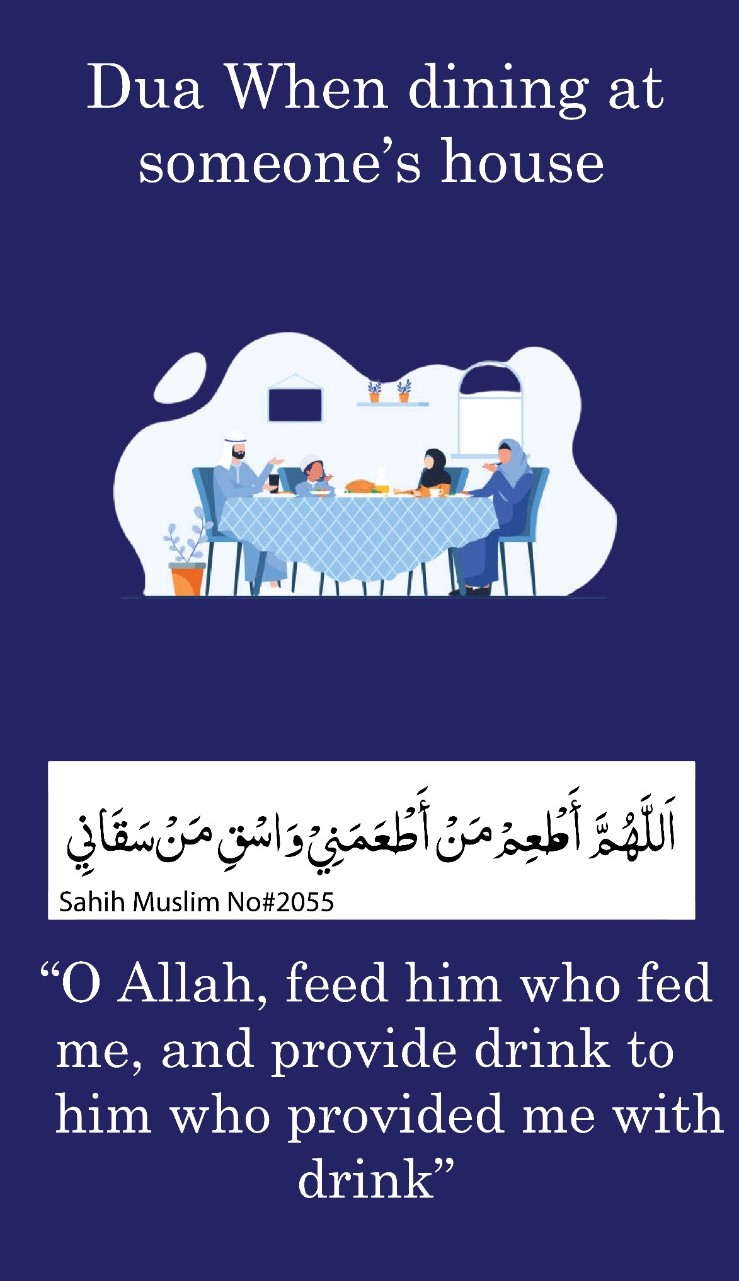 Dua When dining at
someone’s house
اَللَّهُمَّ أَطْعِمْ مَنْ أَطْعَمَنِيْ وَاسْقِ مَنْ سَقَانِي
Sahih Muslim No#2055
“O Allah, feed him who fed
me, and provide drink to
him who provided me with
drink”